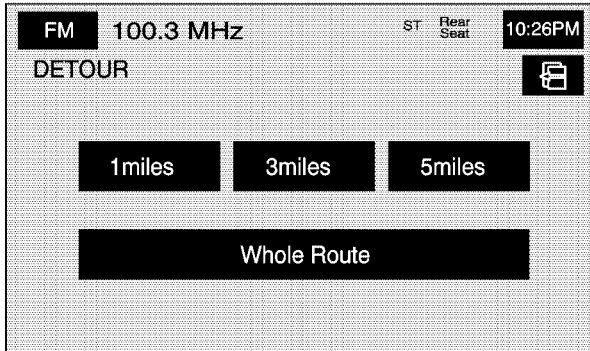 FM 100.3 MHz ST Rear Seat 10:26PM
DETOUR
1miles 3miles 5miles
Whole Route